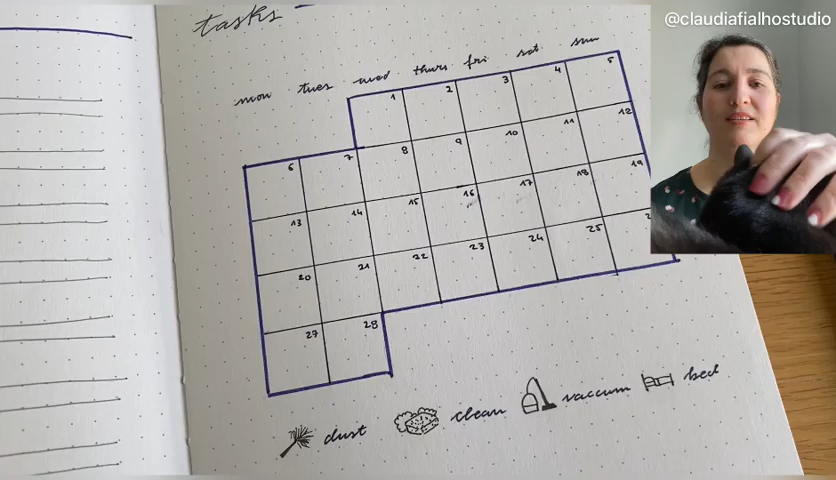 @claudiafialhostudio
tasks
mon tues wed thurs fri sat sun
1 2 3 4 5
6 7 8 9 10 11 12
13 14 15 16 17 18 19
20 21 22 23 24 25
27 28
dust clean vaccum bed